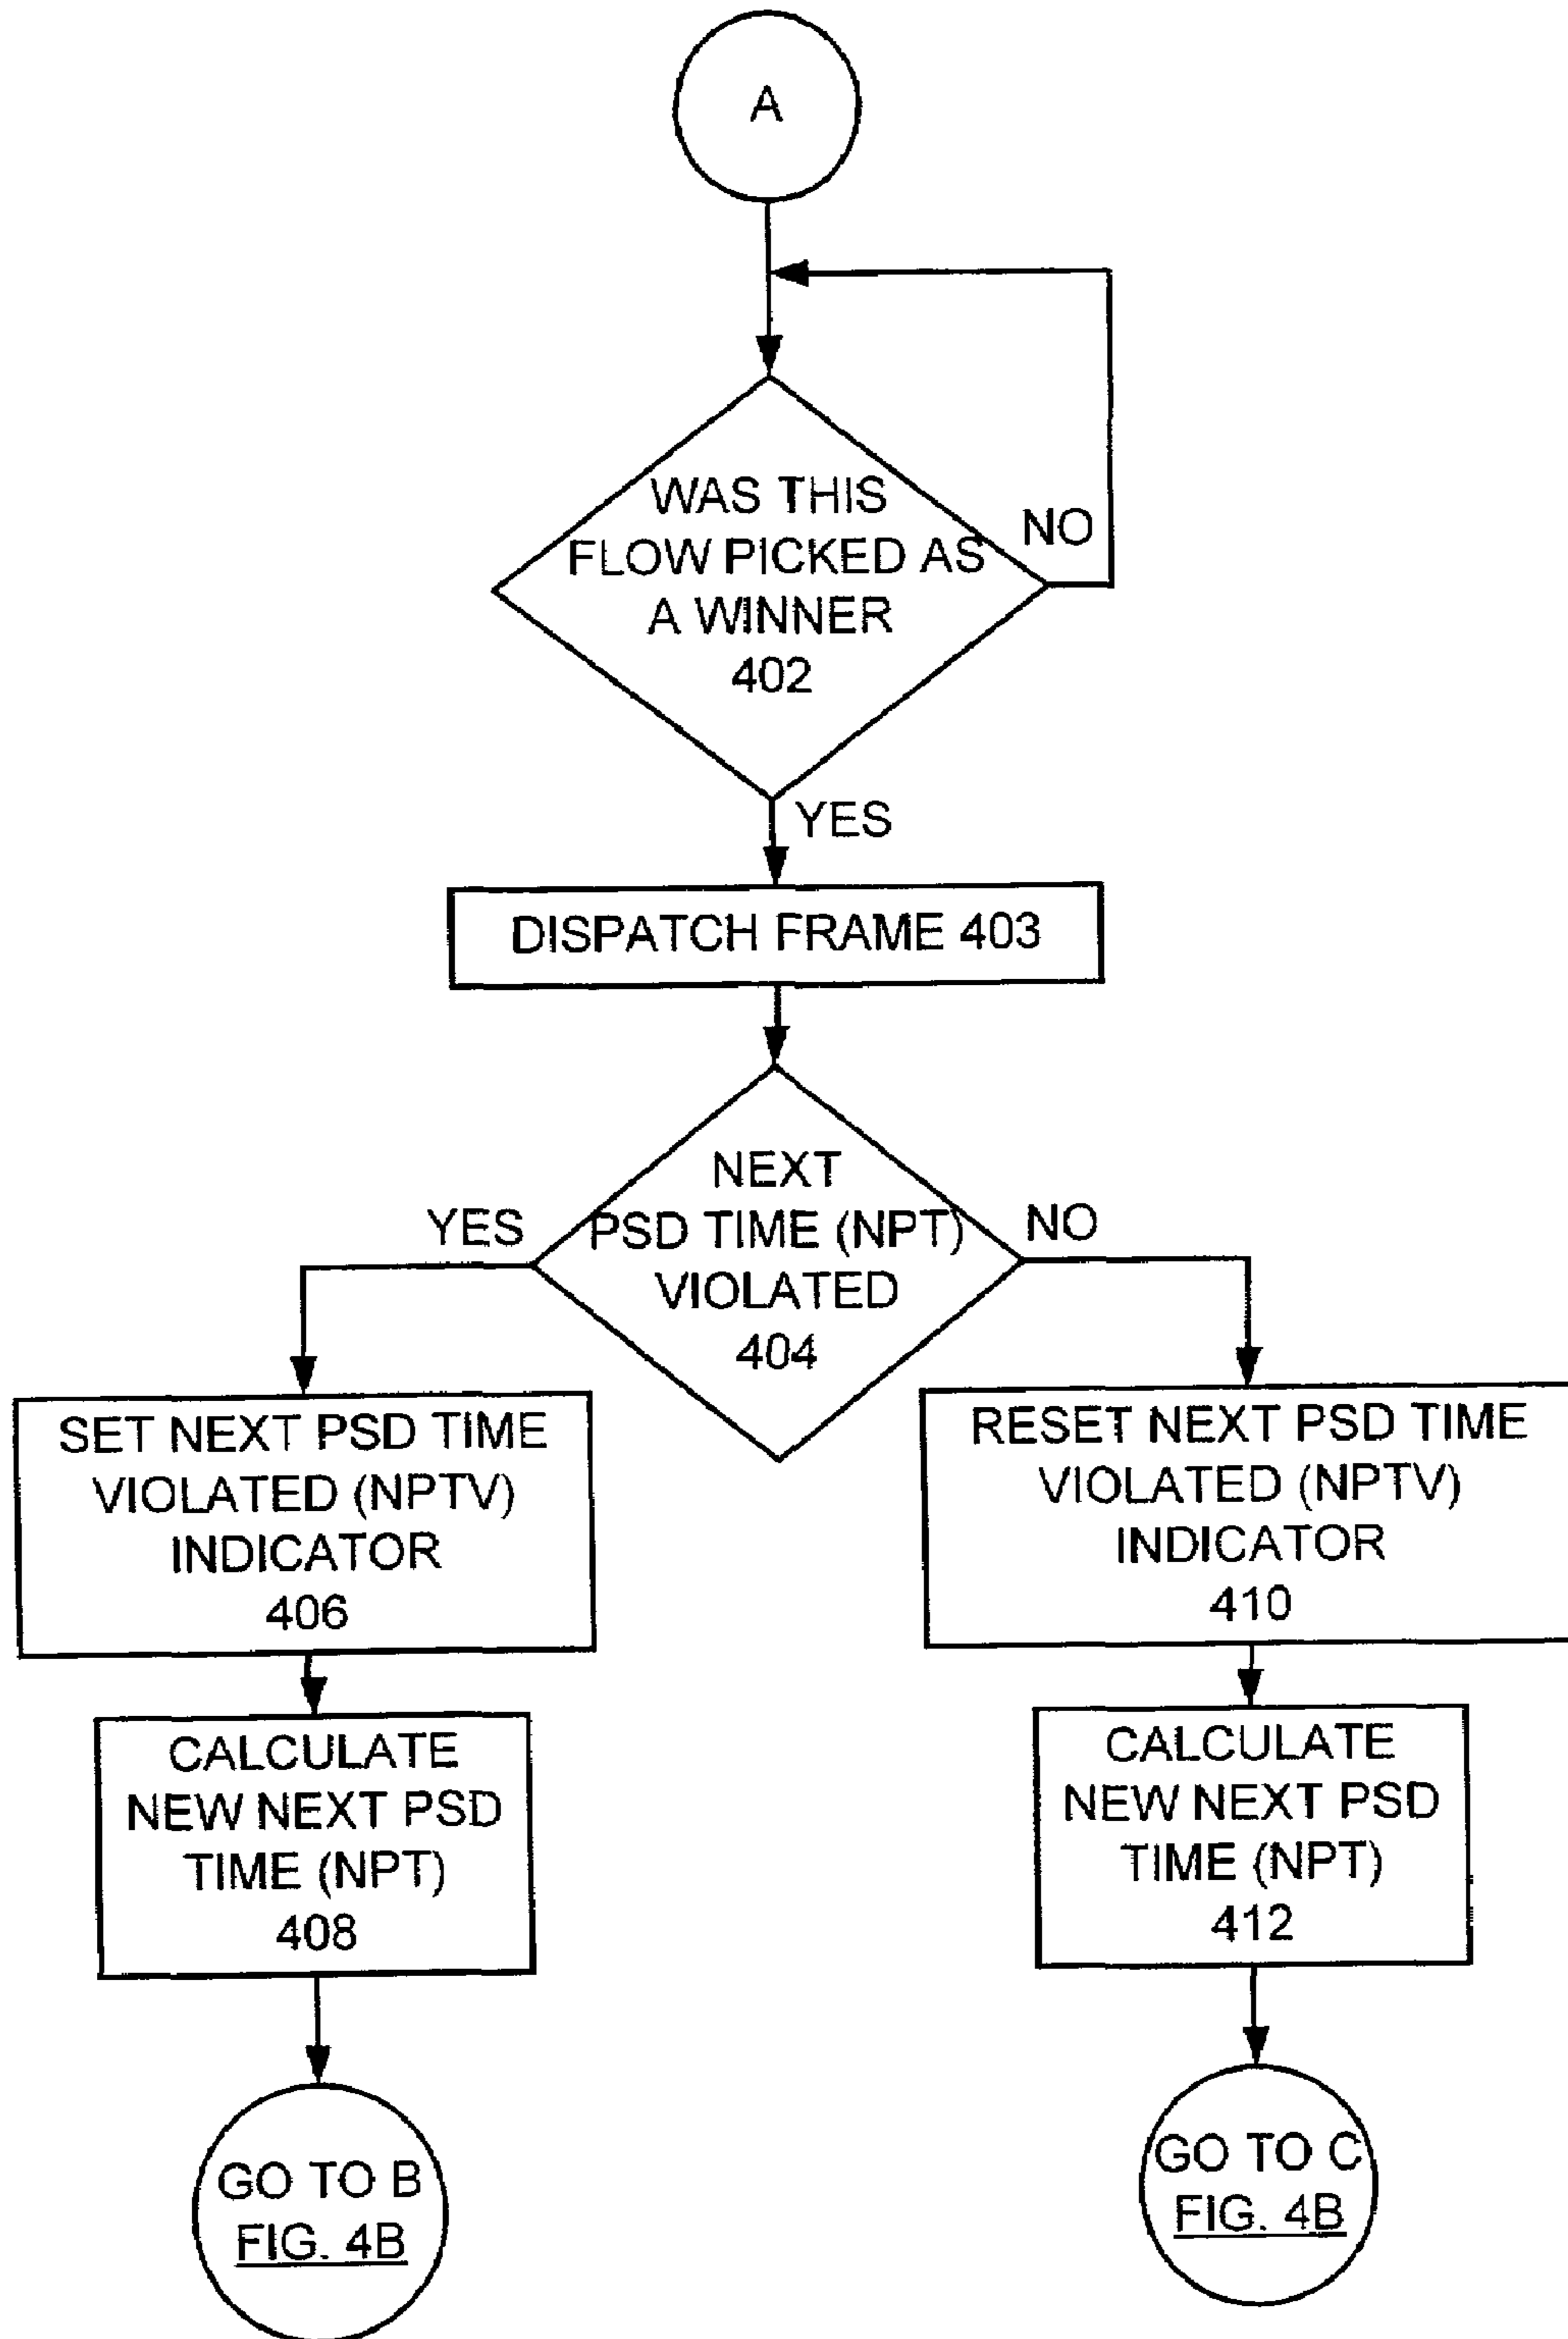 A
WAS THIS
FLOW PICKED AS
A WINNER
402
NO
YES
DISPATCH FRAME 403
NEXT
PSD TIME (NPT)
VIOLATED
404
YES
NO
SET NEXT PSD TIME
VIOLATED (NPTV)
INDICATOR
406
RESET NEXT PSD TIME
VIOLATED (NPTV)
INDICATOR
410
CALCULATE
NEW NEXT PSD
TIME (NPT)
408
CALCULATE
NEW NEXT PSD
TIME (NPT)
412
GO TO B
FIG. 4B
GO TO C
FIG. 4B